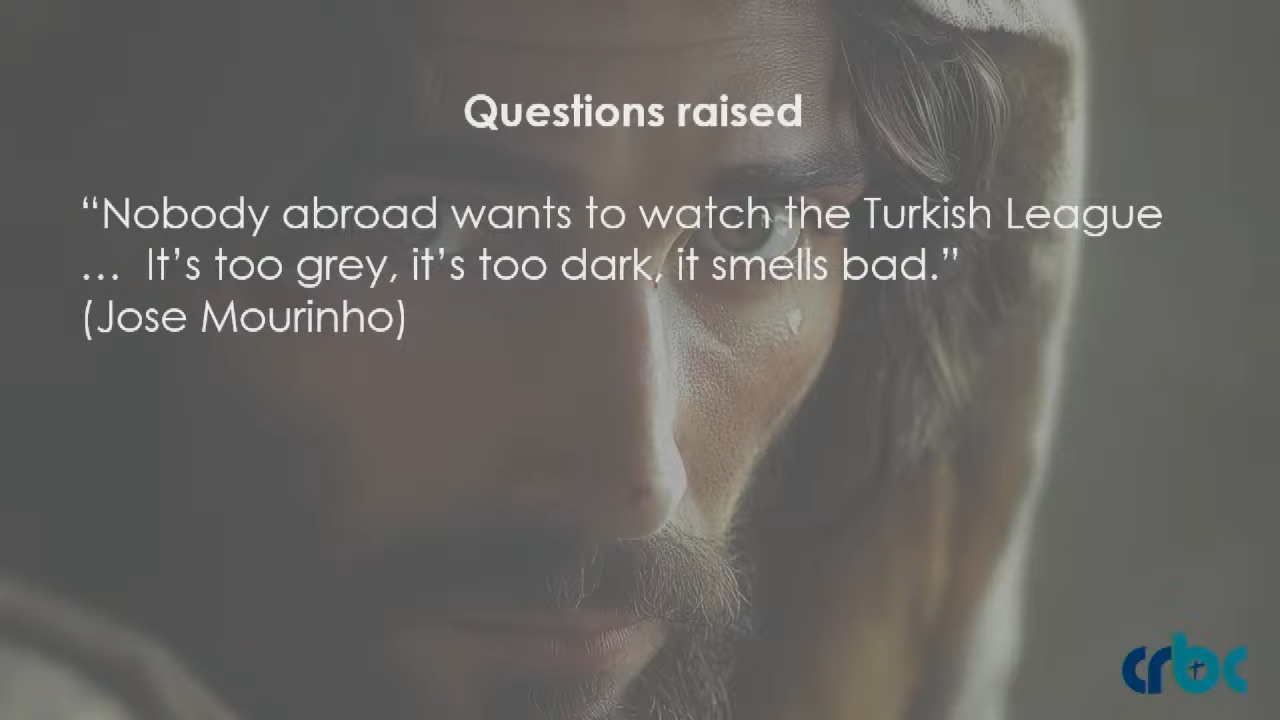 Questions raised
“Nobody abroad wants to watch the Turkish League
… It’s too grey, it’s too dark, it smells bad.”
(Jose Mourinho)
crbc